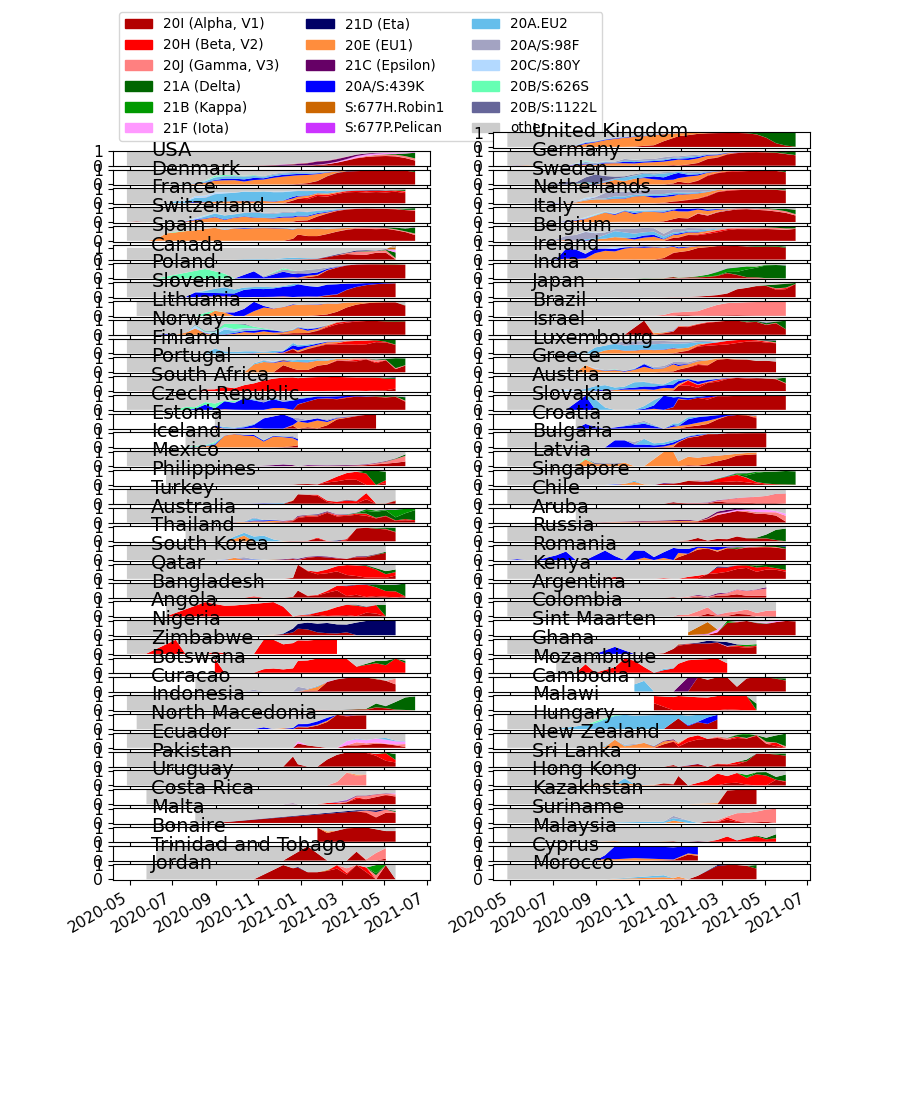 20I (Alpha, V1)
20H (Beta, V2)
20J (Gamma, V3)
21A (Delta)
21B (Kappa)
21F (Iota)
21D (Eta)
20E (EU1)
21C (Epsilon)
20A/S:439K
S:677H.Robin1
S:677P.Pelican
20A.EU2
20A/S:98F
20C/S:80Y
20B/S:626S
20B/S:1122L
other
USA
Denmark
France
Switzerland
Spain
Canada
Poland
Slovenia
Lithuania
Norway
Finland
Portugal
South Africa
Czech Republic
Estonia
Iceland
Mexico
Philippines
Turkey
Australia
Thailand
South Korea
Qatar
Bangladesh
Angola
Nigeria
Zimbabwe
Botswana
Curacao
Indonesia
North Macedonia
Ecuador
Pakistan
Uruguay
Costa Rica
Malta
Bonaire
Trinidad and Tobago
Jordan
1
0
2020-05
2020-07
2020-09
2020-11
2021-01
2021-03
2021-05
2021-07
United Kingdom
Germany
Sweden
Netherlands
Italy
Belgium
Ireland
India
Japan
Brazil
Israel
Luxembourg
Greece
Austria
Slovakia
Croatia
Bulgaria
Latvia
Singapore
Chile
Aruba
Russia
Romania
Kenya
Argentina
Colombia
Sint Maarten
Ghana
Mozambique
Cambodia
Malawi
Hungary
New Zealand
Sri Lanka
Hong Kong
Kazakhstan
Suriname
Malaysia
Cyprus
Morocco
1
0
2020-05
2020-07
2020-09
2020-11
2021-01
2021-03
2021-05
2021-07